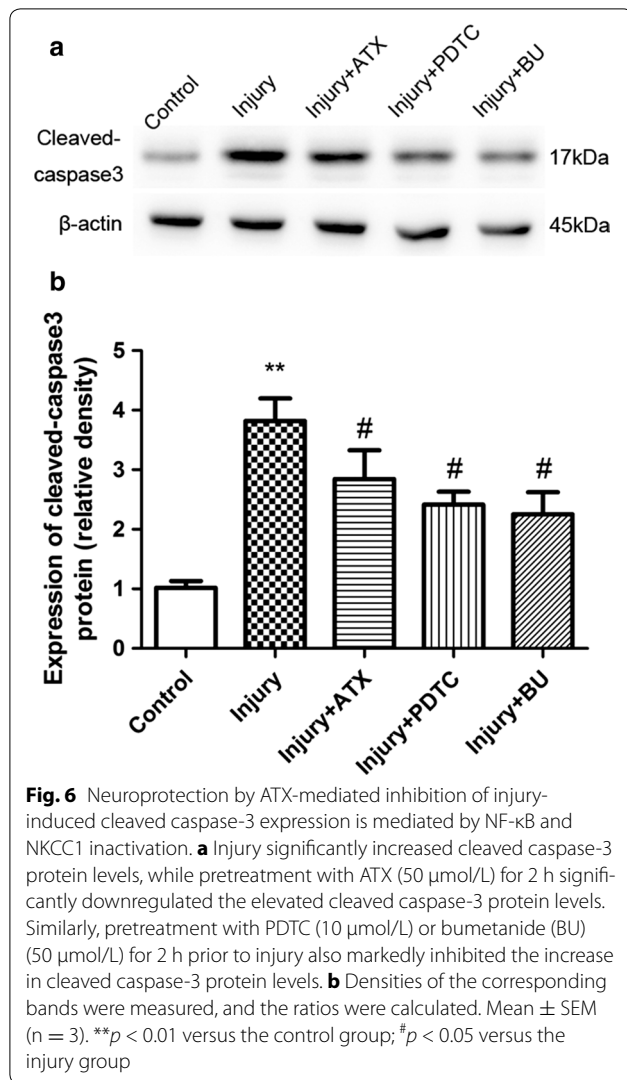 a
Control Injury Injury+ATX Injury+PDTC Injury+BU
Cleaved-
caspase3
17kDa
β-actin
45kDa
b
Expression of cleaved-caspase3
protein (relative density)
5
4
3
2
1
0
**
#
#
#
Control Injury Injury+ATX Injury+PDTC Injury+BU
Fig. 6 Neuroprotection by ATX-mediated inhibition of injury-
induced cleaved caspase-3 expression is mediated by NF-κB and
NKCC1 inactivation. a Injury significantly increased cleaved caspase-3
protein levels, while pretreatment with ATX (50 μmol/L) for 2 h signifi-
cantly downregulated the elevated cleaved caspase-3 protein levels.
Similarly, pretreatment with PDTC (10 μmol/L) or bumetanide (BU)
(50 μmol/L) for 2 h prior to injury also markedly inhibited the increase
in cleaved caspase-3 protein levels. b Densities of the corresponding
bands were measured, and the ratios were calculated. Mean ± SEM
(n = 3). **p < 0.01 versus the control group; #p < 0.05 versus the
injury group